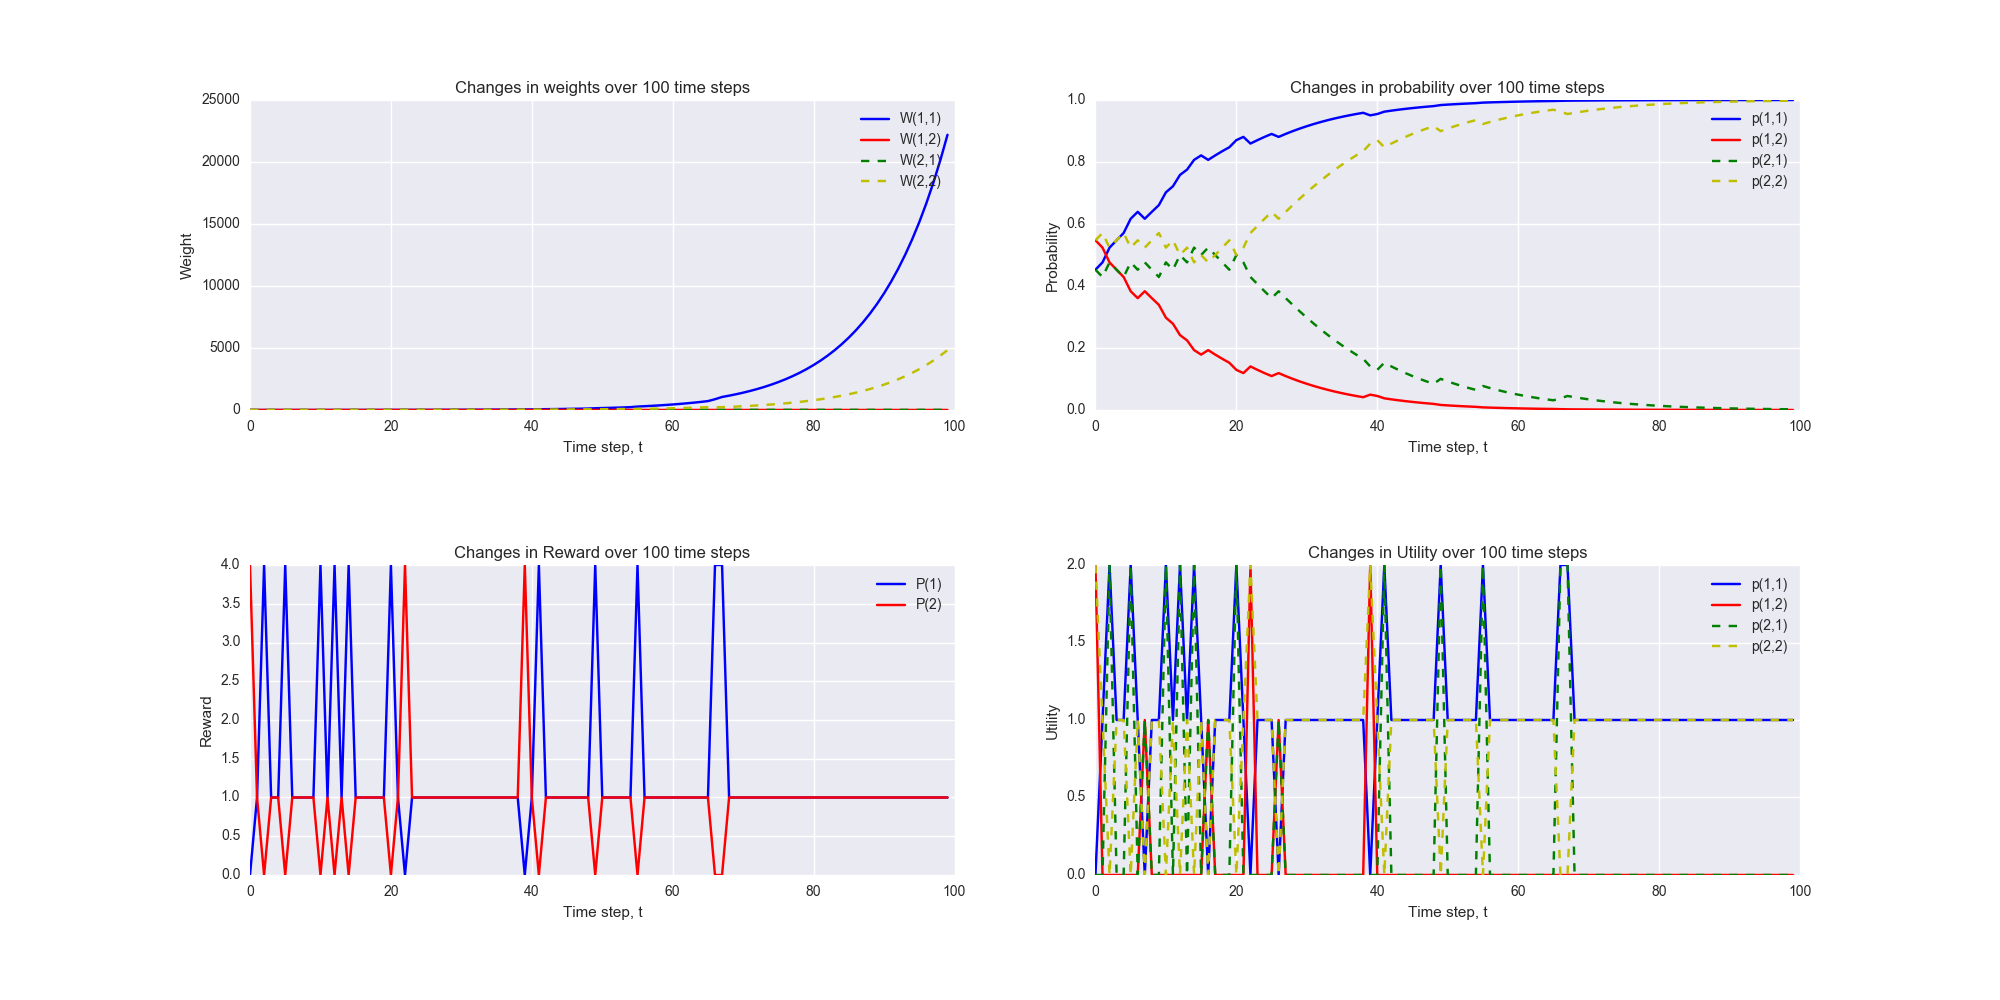 Changes in weights over 100 time steps
25000
20000
15000
10000
5000
0
Weight
W(1,1)
W(1,2)
W(2,1)
W(2,2)
0 20 40 60 80 100
Time step, t
Changes in probability over 100 time steps
1.0
0.8
0.6
0.4
0.2
0.0
Probability
p(1,1)
p(1,2)
p(2,1)
p(2,2)
0 20 40 60 80 100
Time step, t
Changes in Reward over 100 time steps
4.0
3.5
3.0
2.5
2.0
1.5
1.0
0.5
0.0
Reward
P(1)
P(2)
0 20 40 60 80 100
Time step, t
Changes in Utility over 100 time steps
2.0
1.5
1.0
0.5
0.0
Utility
p(1,1)
p(1,2)
p(2,1)
p(2,2)
0 20 40 60 80 100
Time step, t